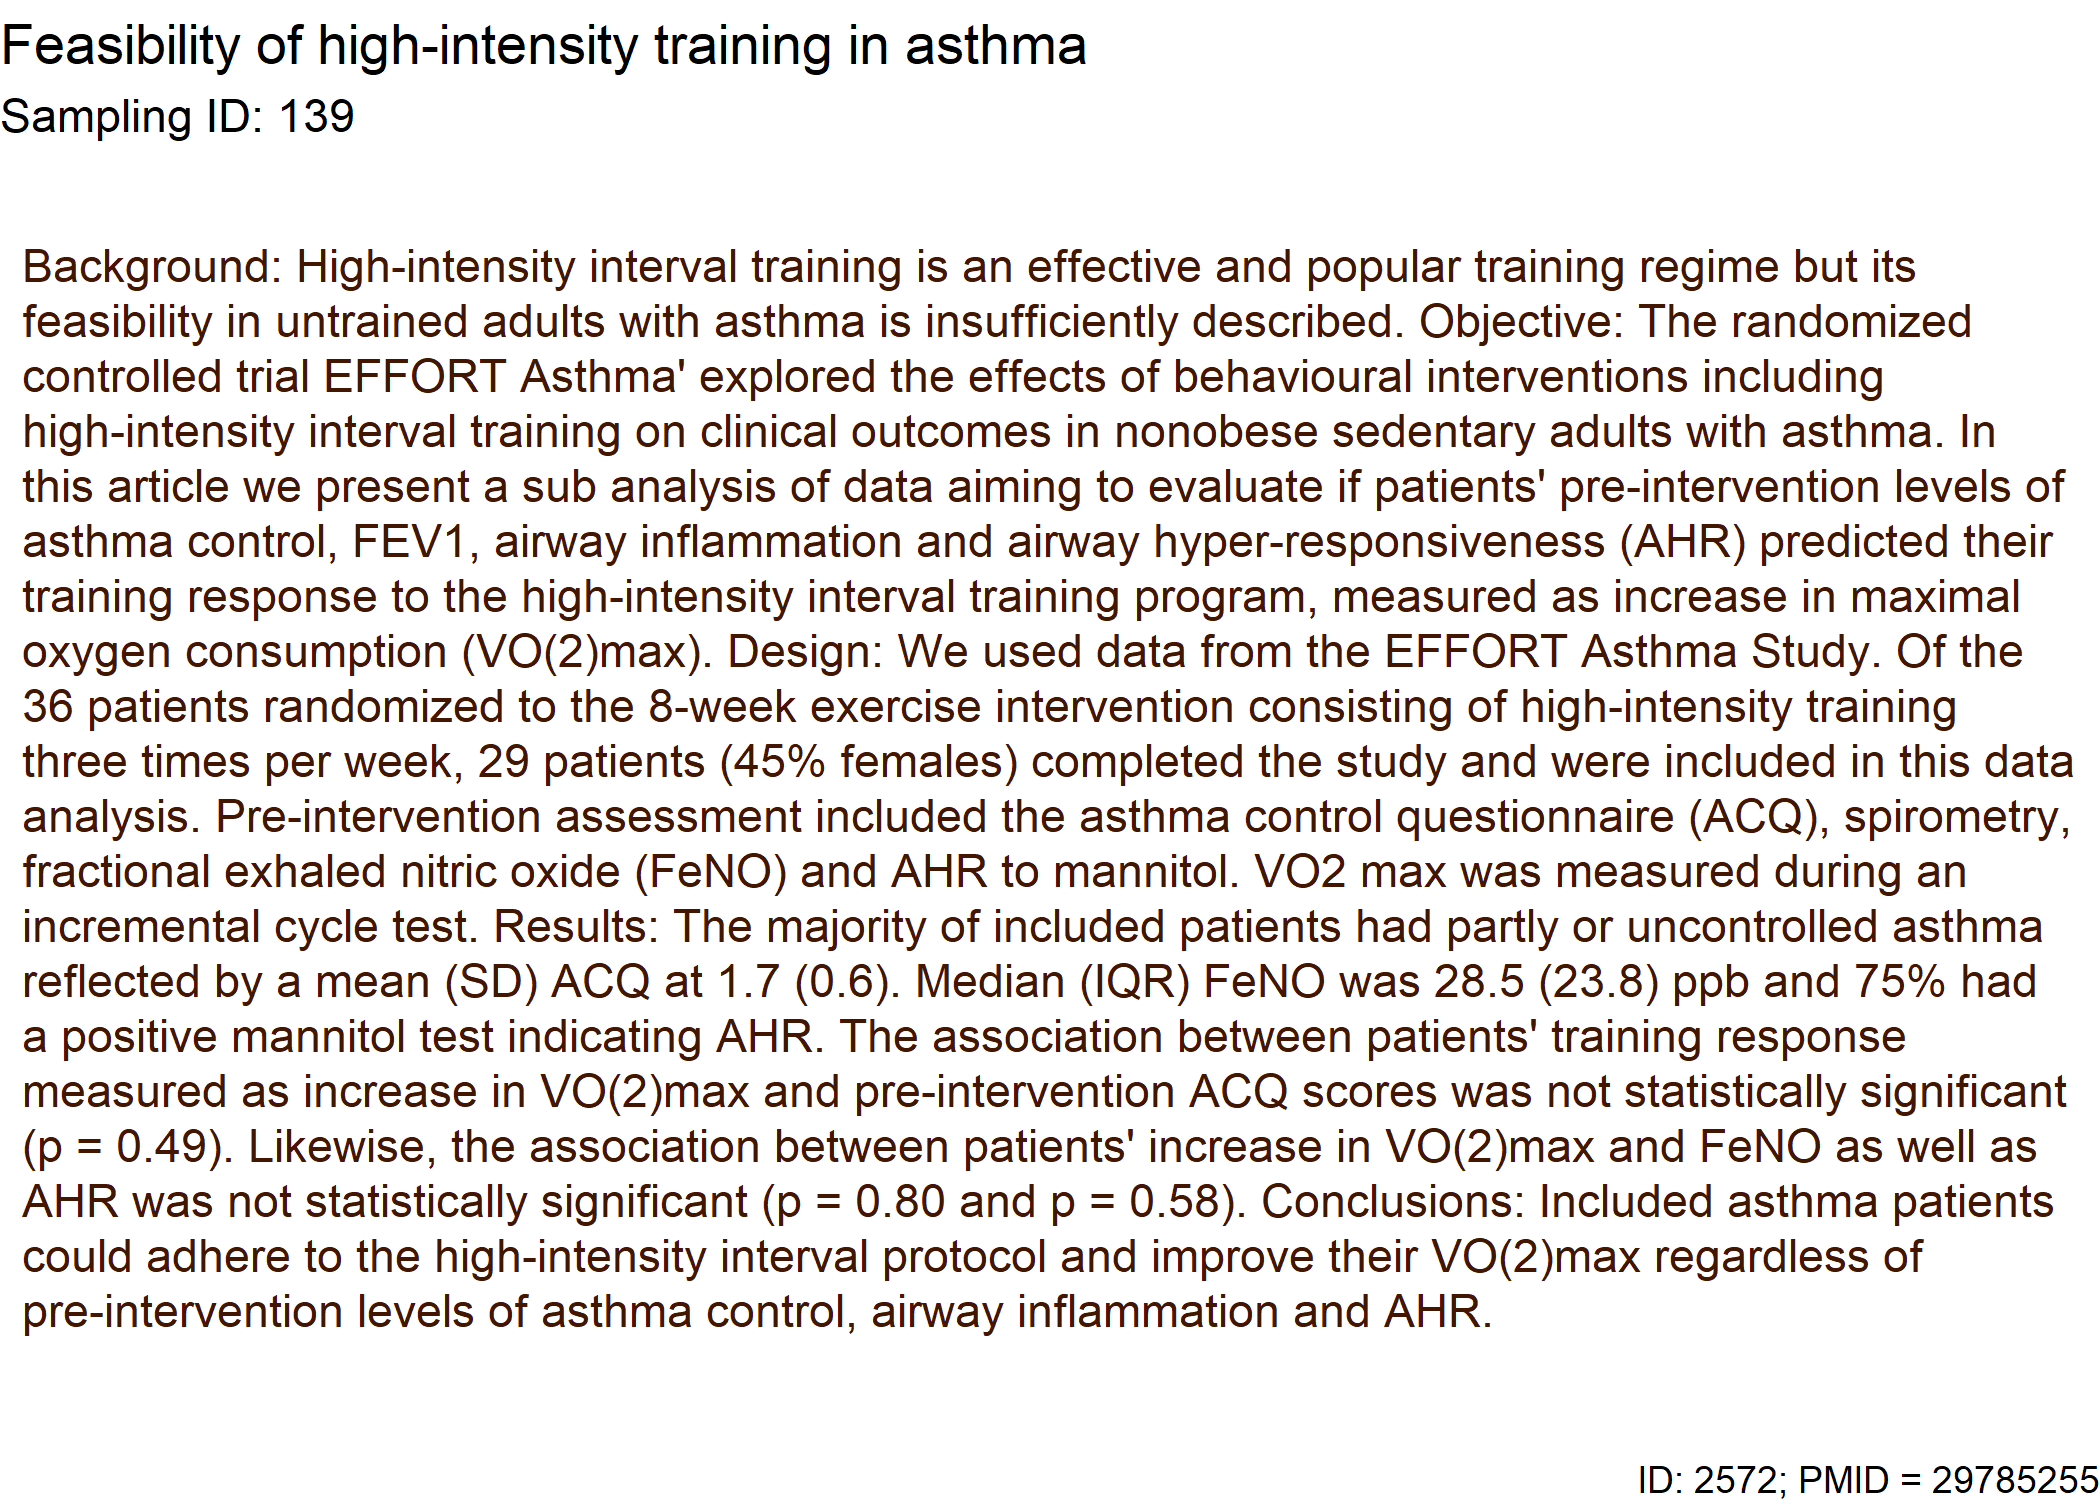 Feasibility of high-intensity training in asthma
Sampling ID: 139
Background: High-intensity interval training is an effective and popular training regime but its
feasibility in untrained adults with asthma is insufficiently described. Objective: The randomized
controlled trial EFFORT Asthma' explored the effects of behavioural interventions including
high-intensity interval training on clinical outcomes in nonobese sedentary adults with asthma. In
this article we present a sub analysis of data aiming to evaluate if patients' pre-intervention levels of
asthma control, FEV1, airway inflammation and airway hyper-responsiveness (AHR) predicted their
training response to the high-intensity interval training program, measured as increase in maximal
oxygen consumption (VO(2)max). Design: We used data from the EFFORT Asthma Study. Of the
36 patients randomized to the 8-week exercise intervention consisting of high-intensity training
three times per week, 29 patients (45% females) completed the study and were included in this data
analysis. Pre-intervention assessment included the asthma control questionnaire (ACQ), spirometry,
fractional exhaled nitric oxide (FeNO) and AHR to mannitol. VO2 max was measured during an
incremental cycle test. Results: The majority of included patients had partly or uncontrolled asthma
reflected by a mean (SD) ACQ at 1.7 (0.6). Median (IQR) FeNO was 28.5 (23.8) ppb and 75% had
a positive mannitol test indicating AHR. The association between patients' training response
measured as increase in VO(2)max and pre-intervention ACQ scores was not statistically significant
(p = 0.49). Likewise, the association between patients' increase in VO(2)max and FeNO as well as
AHR was not statistically significant (p = 0.80 and p = 0.58). Conclusions: Included asthma patients
could adhere to the high-intensity interval protocol and improve their VO(2)max regardless of
pre-intervention levels of asthma control, airway inflammation and AHR.
ID: 2572; PMID = 29785255